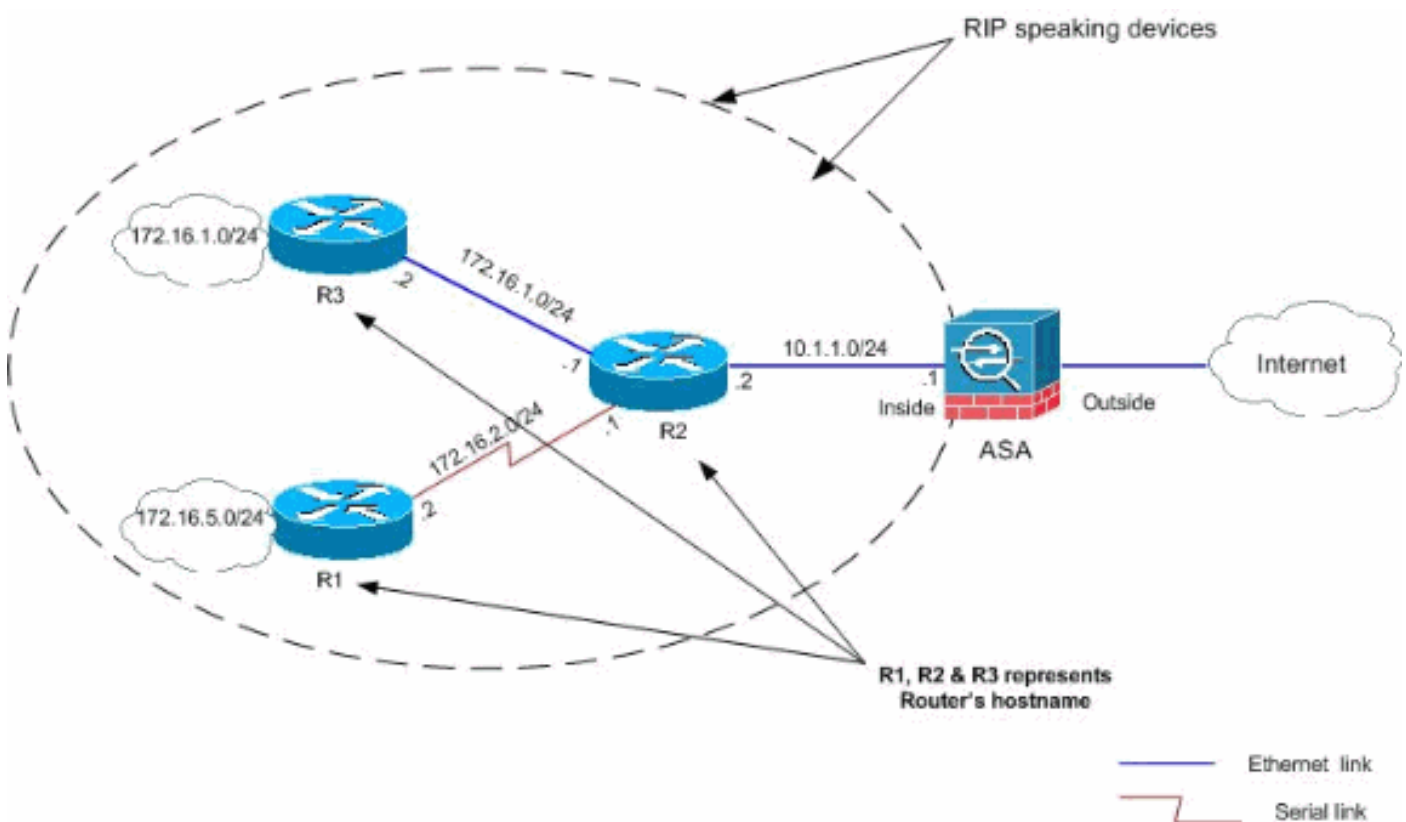 RIP speaking devices
172.16.1.0/24
R3
.2
172.16.1.0/24
.1
10.1.1.0/24
.2
.1
Inside
Outside
ASA
Internet
R2
172.16.2.0/24
.1
172.16.5.0/24
.2
R1
R1, R2 & R3 represents
Router's hostname
Ethernet link
Serial link